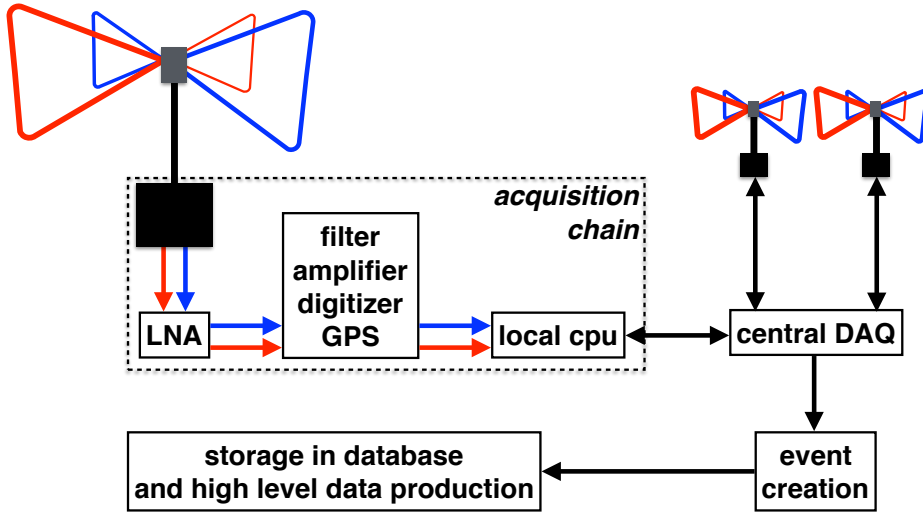 acquisition
chain
filter
amplifier
digitizer
GPS
LNA
local cpu
central DAQ
storage in database
and high level data production
event
creation